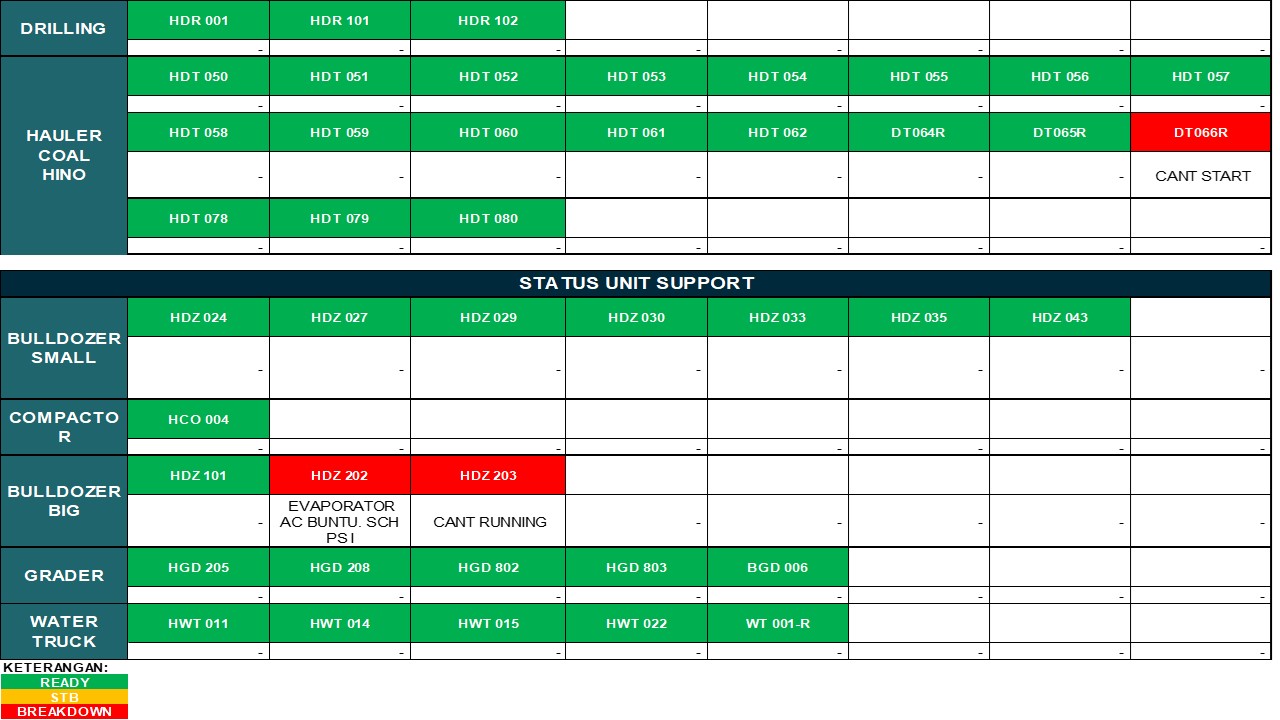 DRILLING
HDR 001 HDR 101 HDR 102
- - - - - - - -
HAULER
COAL
HINO
HDT 050 HDT 051 HDT 052 HDT 053 HDT 054 HDT 055 HDT 056 HDT 057
- - - - - - - -
HDT 058 HDT 059 HDT 060 HDT 061 HDT 062 DT064R DT065R DT066R
- - - - - - - CANT START
HDT 078 HDT 079 HDT 080
- - - - - - - -
STATUS UNIT SUPPORT
BULLDOZER
SMALL
HDZ 024 HDZ 027 HDZ 029 HDZ 030 HDZ 033 HDZ 035 HDZ 043
- - - - - - - -
COMPACTO
R
HCO 004
- - - - - - - -
BULLDOZER
BIG
HDZ 101 HDZ 202 HDZ 203
- EVAPORATOR
AC BUNTU. SCH
PSI
CANT RUNNING - - - - -
GRADER
HGD 205 HGD 208 HGD 802 HGD 803 BGD 006
- - - - - - - -
WATER
TRUCK
HWT 011 HWT 014 HWT 015 HWT 022 WT 001-R
- - - - - - - -
KETERANGAN:
READY
STB
BREAKDOWN